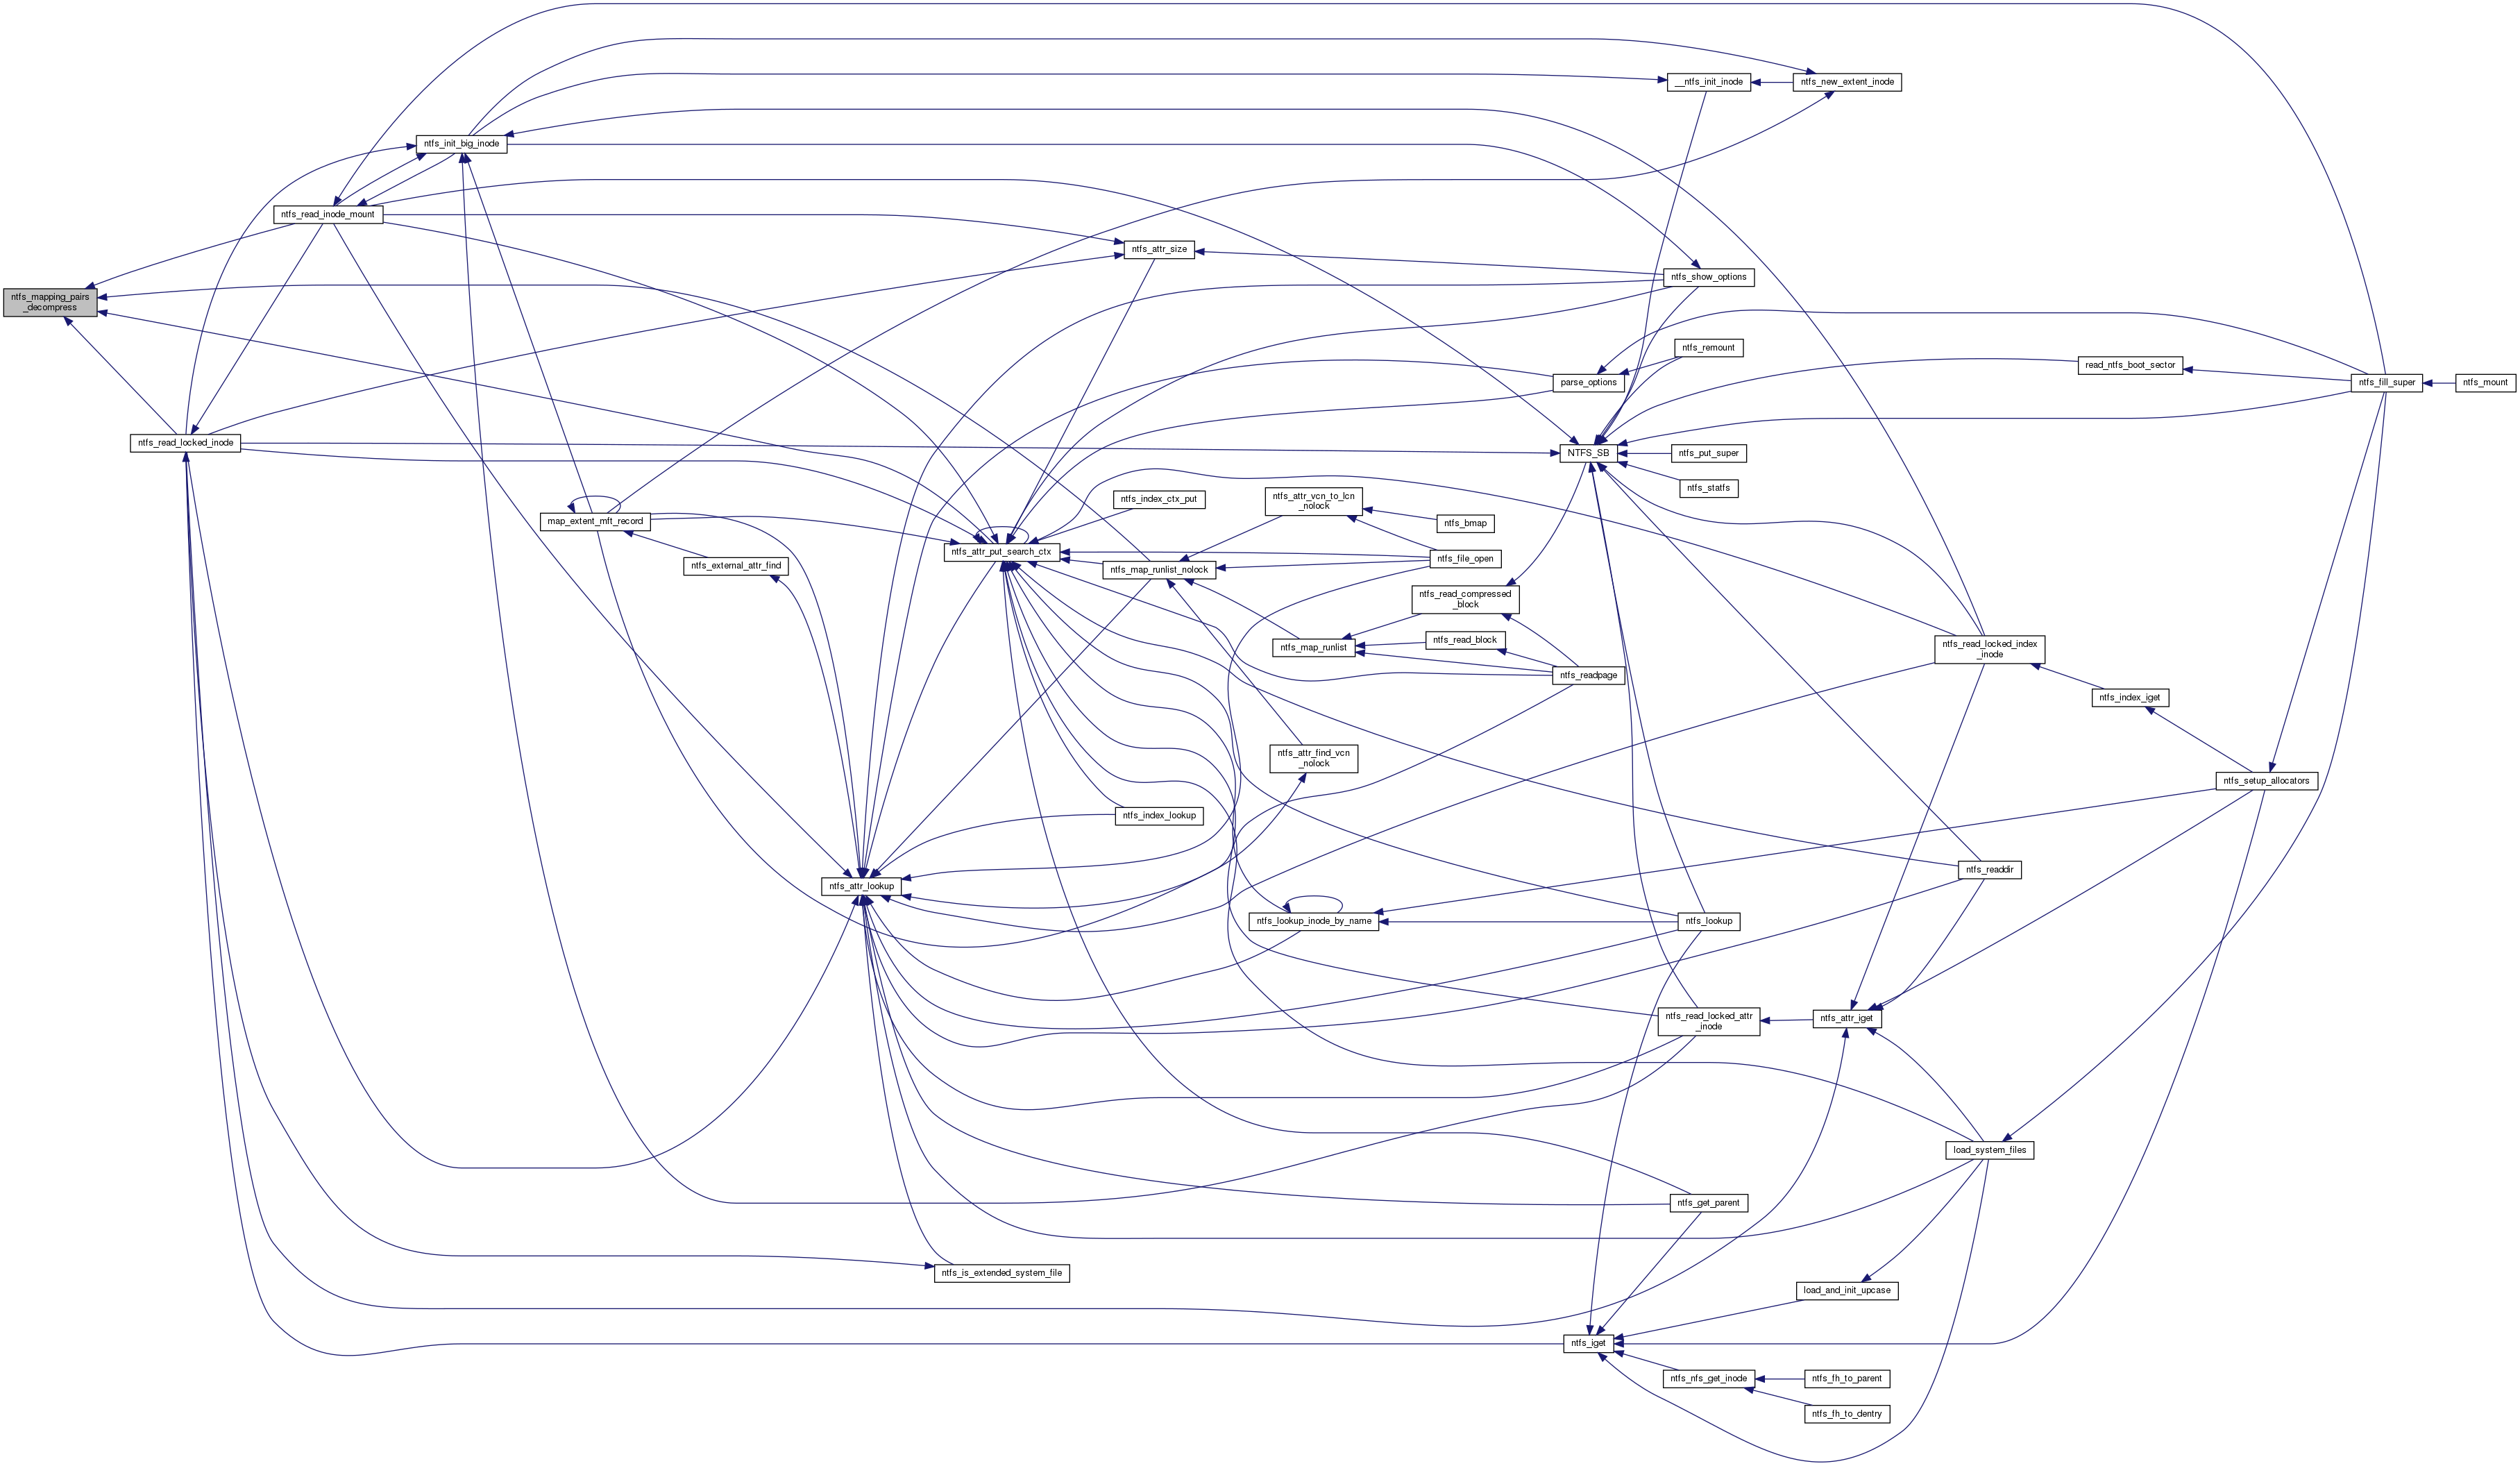 __ntfs_init_inode
ntfs_new_extent_inode
ntfs_init_big_inode
ntfs_read_inode_mount
ntfs_attr_size
ntfs_show_options
ntfs_mapping_pairs
_decompress
ntfs_remount
read_ntfs_boot_sector
parse_options
ntfs_fill_super
ntfs_mount
ntfs_read_locked_inode
NTFS_SB
ntfs_put_super
ntfs_statfs
ntfs_index_ctx_put
ntfs_attr_vcn_to_lcn
_nolock
map_extent_mft_record
ntfs_bmap
ntfs_attr_put_search_ctx
ntfs_file_open
ntfs_external_attr_find
ntfs_map_runlist_nolock
ntfs_read_compressed
_block
ntfs_read_block
ntfs_map_runlist
ntfs_read_locked_index
_inode
ntfs_readpage
ntfs_index_iget
ntfs_attr_find_vcn
_nolock
ntfs_setup_allocators
ntfs_index_lookup
ntfs_readdir
ntfs_attr_lookup
ntfs_lookup_inode_by_name
ntfs_lookup
ntfs_read_locked_attr
_inode
ntfs_attr_iget
load_system_files
ntfs_get_parent
ntfs_is_extended_system_file
load_and_init_upcase
ntfs_iget
ntfs_nfs_get_inode
ntfs_fh_to_parent
ntfs_fh_to_dentry